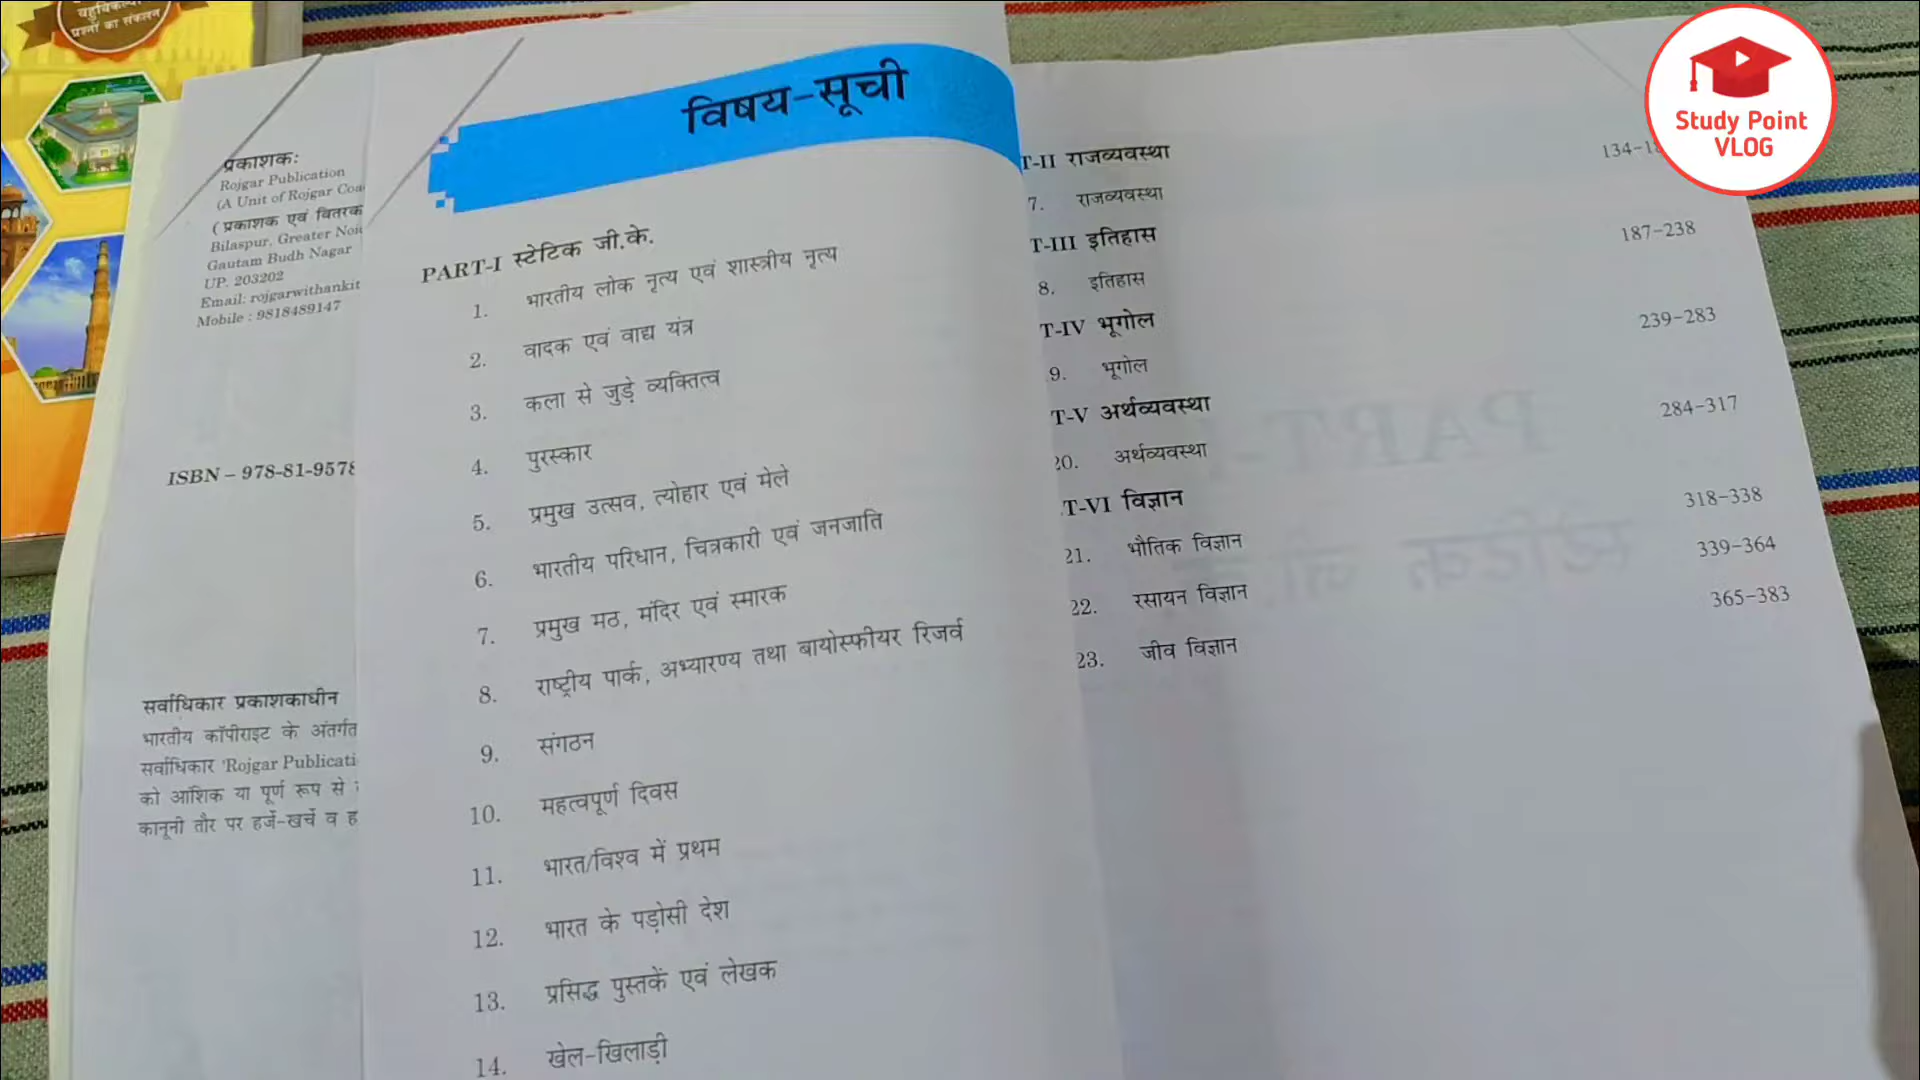 प्रश्नों का संकलन
प्रकाशक:
Rojgar Publication
(A Unit of Rojgar
( प्रकाशक एवं वितरक
Bilaspur, Greater
Gautam Budh Nagar
UP. 203202
Email: rojgarwithankit
Mobile : 9818489147
ISBN – 978-81-9578
सर्वाधिकार प्रकाशकाधीन
भारतीय कॉपीराइट के अंतर्गत
सर्वाधिकार 'Rojgar
को आंशिक या पूर्ण रूप से
कानूनी तौर पर हर्जे-खर्चे व
विषय-सूची
PART-I स्टेटिक जी.के.
1. भारतीय लोक नृत्य एवं शास्त्रीय नृत्य
2. वादक एवं वाद्य यंत्र
3. कला से जुड़े व्यक्तित्व
4. पुरस्कार
5. प्रमुख उत्सव, त्योहार एवं मेले
6. भारतीय परिधान, चित्रकारी एवं जनजाति
7. प्रमुख मठ, मंदिर एवं स्मारक
8. राष्ट्रीय पार्क, अभ्यारण्य तथा बायोस्फीयर रिजर्व
9. संगठन
10. महत्वपूर्ण दिवस
11. भारत/विश्व में प्रथम
12. भारत के पड़ोसी देश
13. प्रसिद्ध पुस्तकें एवं लेखक
14. खेल-खिलाड़ी
T-II राजव्यवस्था
7. राजव्यवस्था 134-1
T-III इतिहास
8. इतिहास 187-238
T-IV भूगोल
9. भूगोल 239-283
T-V अर्थव्यवस्था
20. अर्थव्यवस्था 284-317
T-VI विज्ञान
21. भौतिक विज्ञान 318-338
22. रसायन विज्ञान 339-364
23. जीव विज्ञान 365-383
Study Point
VLOG